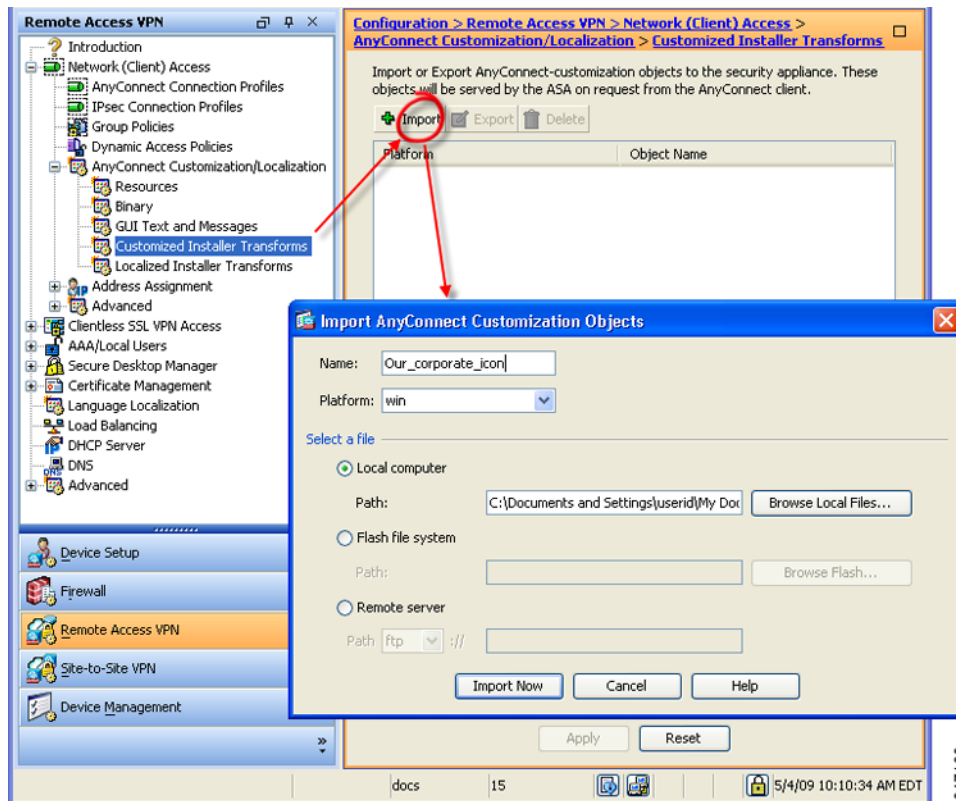 Remote Access VPN
Introduction
Network (Client) Access
AnyConnect Connection Profiles
IPsec Connection Profiles
Group Policies
Dynamic Access Policies
AnyConnect Customization/Localization
Resources
Binary
GUI Text and Messages
Customized Installer Transforms
Localized Installer Transforms
Address Assignment
Advanced
Clientless SSL VPN Access
AAA/Local Users
Secure Desktop Manager
Certificate Management
Language Localization
Load Balancing
DHCP Server
DNS
Advanced
Device Setup
Firewall
Remote Access VPN
Site-to-Site VPN
Device Management
Configuration > Remote Access VPN > Network (Client) Access >
AnyConnect Customization/Localization > Customized Installer Transforms
Import or Export AnyConnect-customization objects to the security appliance. These
objects will be served by the ASA on request from the AnyConnect client.
Import Export Delete
Platform Object Name
Import AnyConnect Customization Objects
Name: Our_corporate_icon
Platform: win
Select a file
Local computer
Path: C:\Documents and Settings\userid\My Doc Browse Local Files...
Flash file system
Path: Browse Flash...
Remote server
Path ftp ://
Import Now Cancel Help
Apply Reset
docs 15 5/4/09 10:10:34 AM EDT